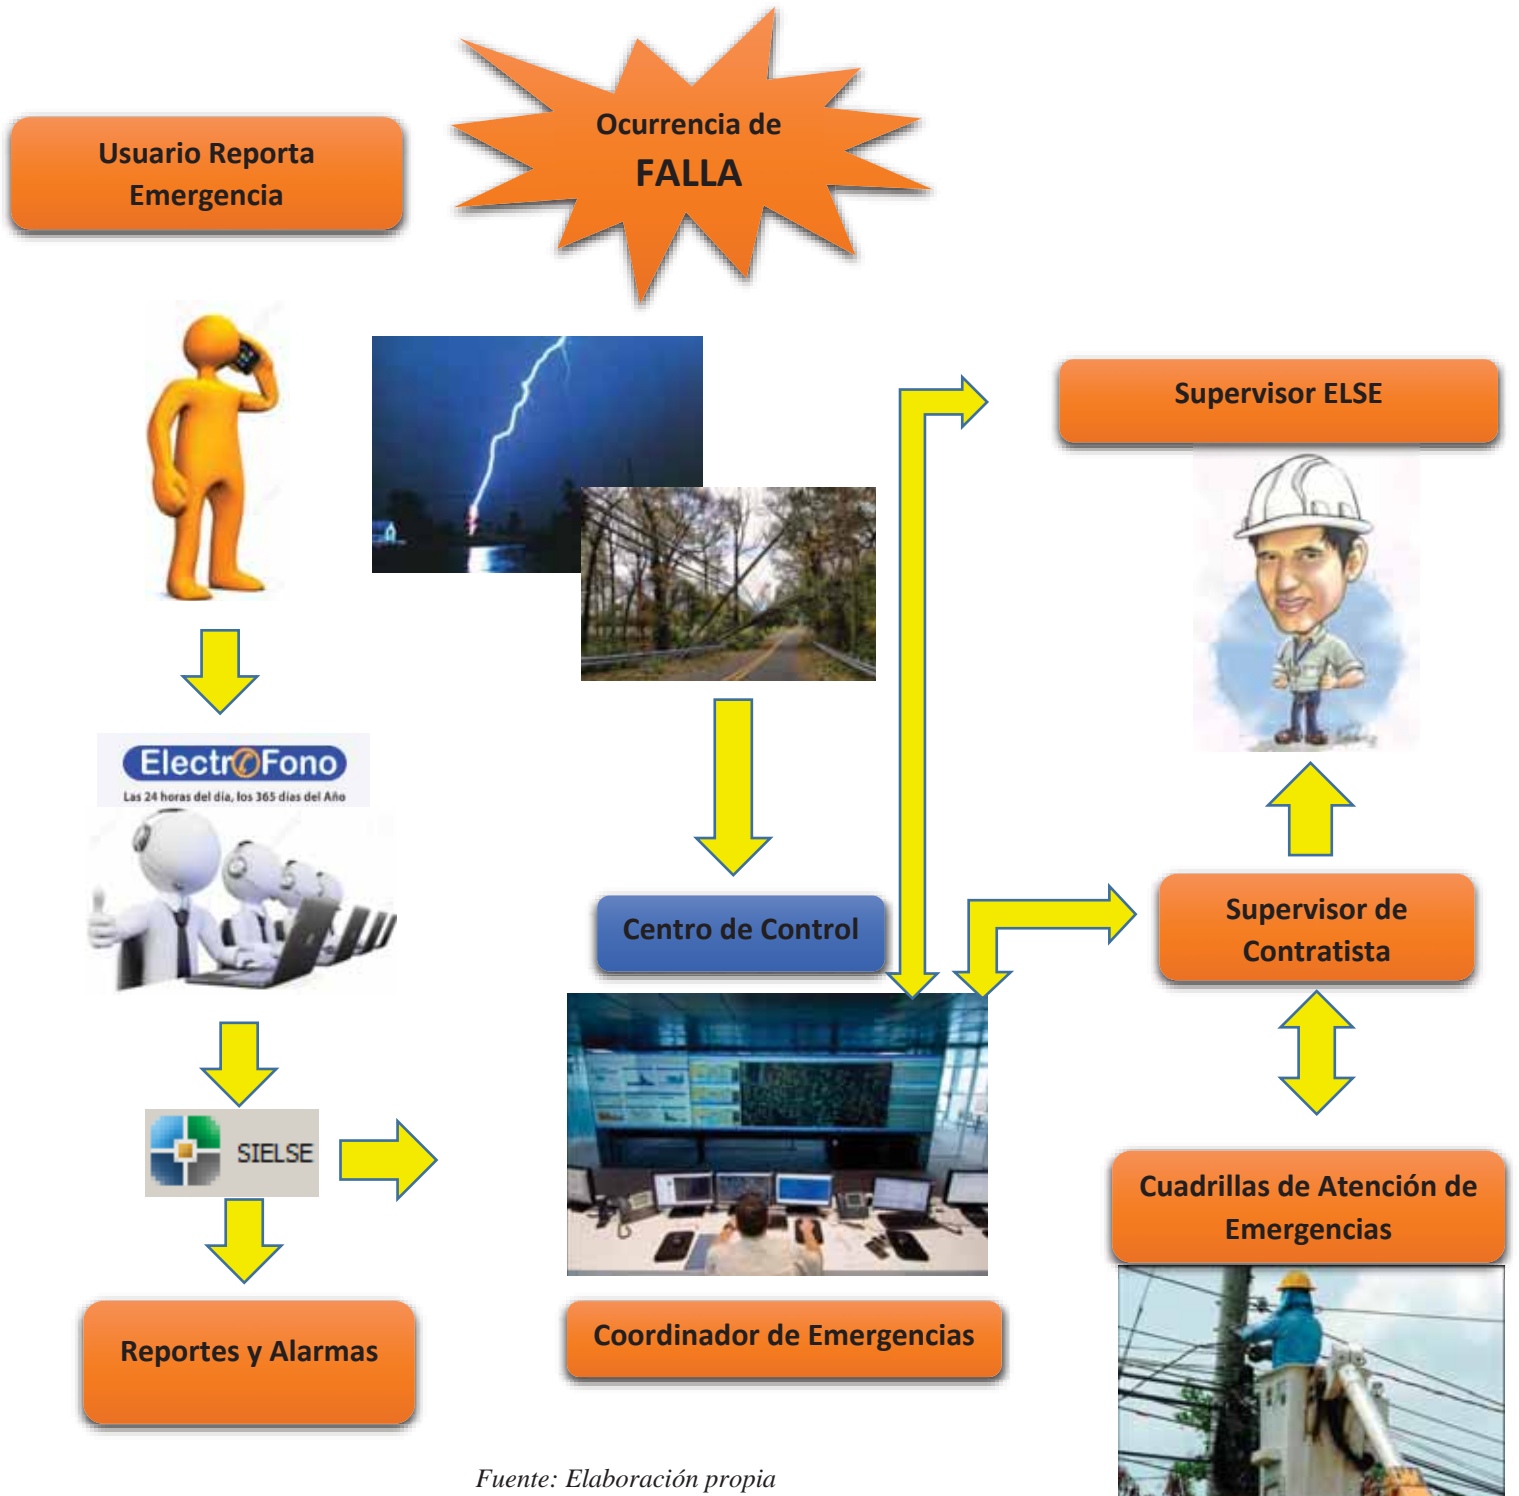 Ocurrencia de
FALLA
Usuario Reporta
Emergencia
Supervisor ELSE
ElectroFono
Las 24 horas del día, los 365 días del Año
Centro de Control
Supervisor de
Contratista
SIELSE
Cuadrillas de Atención de
Emergencias
Reportes y Alarmas
Coordinador de Emergencias
Fuente: Elaboración propia